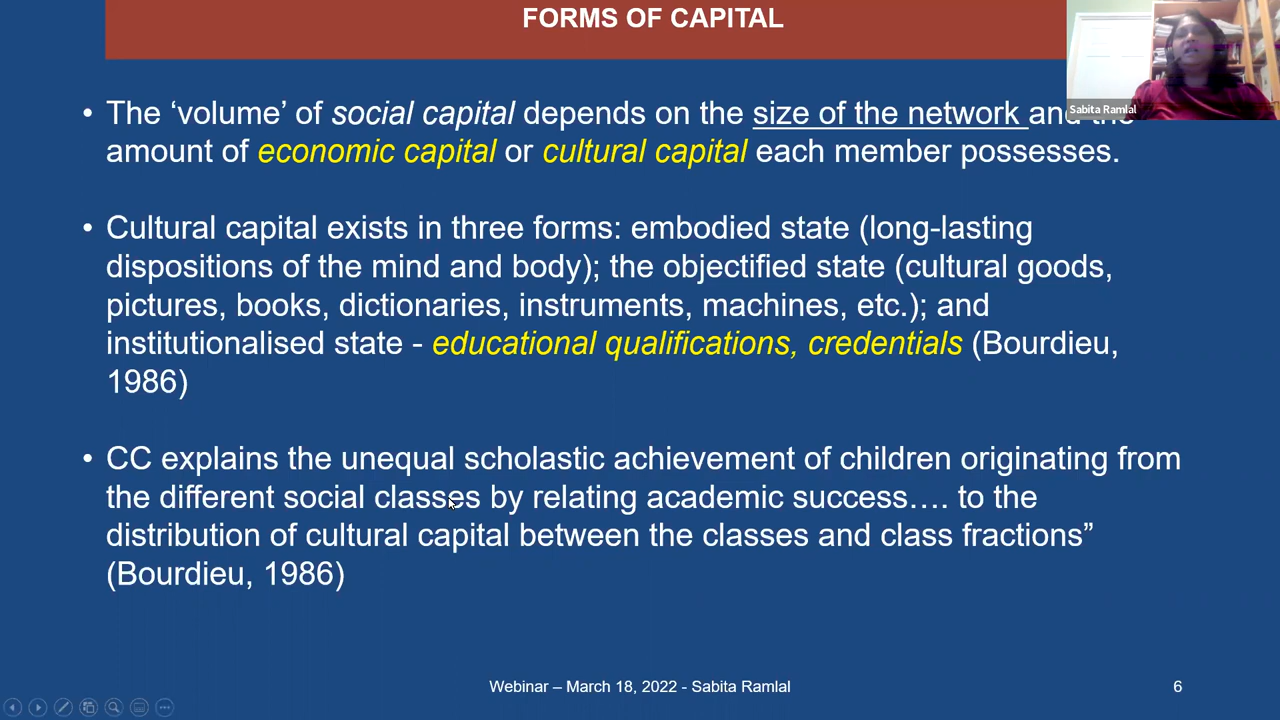 FORMS OF CAPITAL
Sabita Ramlal
• The ‘volume’ of social capital depends on the size of the network and the
amount of economic capital or cultural capital each member possesses.
• Cultural capital exists in three forms: embodied state (long-lasting
dispositions of the mind and body); the objectified state (cultural goods,
pictures, books, dictionaries, instruments, machines, etc.); and
institutionalised state - educational qualifications, credentials (Bourdieu,
1986)
• CC explains the unequal scholastic achievement of children originating from
the different social classes by relating academic success…. to the
distribution of cultural capital between the classes and class fractions”
(Bourdieu, 1986)
Webinar – March 18, 2022 - Sabita Ramlal
6